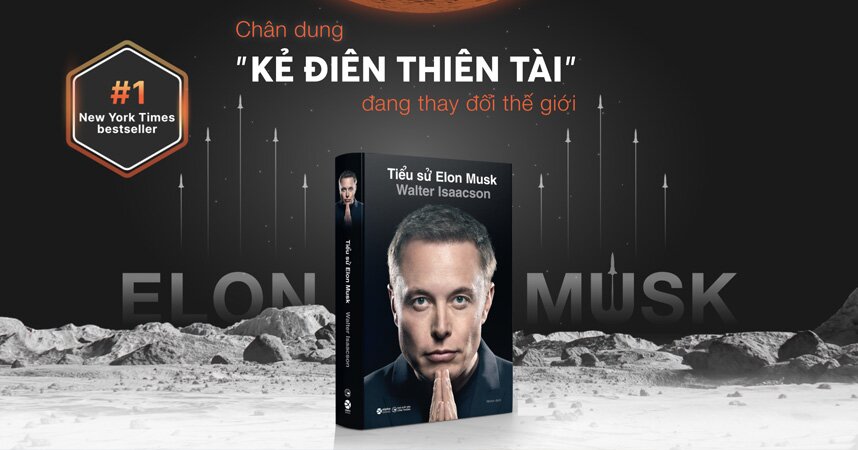 Chân dung
"KẺ ĐIÊN THIÊN TÀI"
đang thay đổi thế giới
#1
New York Times
bestseller
ELON MUSK
Tiểu sử Elon Musk
Walter Isaacson
Tiểu sử Elon Musk Walter Isaacson